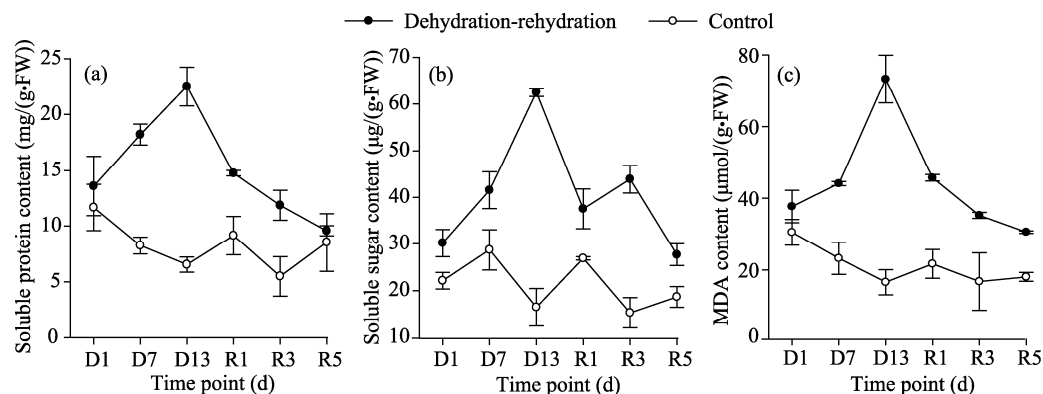 Dehydration-rehydration Control
(a)
Soluble protein content (mg/(g•FW))
25
20
15
10
5
0
D1 D7 D13 R1 R3 R5
Time point (d)
(b)
Soluble sugar content (μg/(g•FW))
70
60
50
40
30
20
10
D1 D7 D13 R1 R3 R5
Time point (d)
(c)
MDA content (μmol/(g•FW))
80
60
40
20
0
D1 D7 D13 R1 R3 R5
Time point (d)